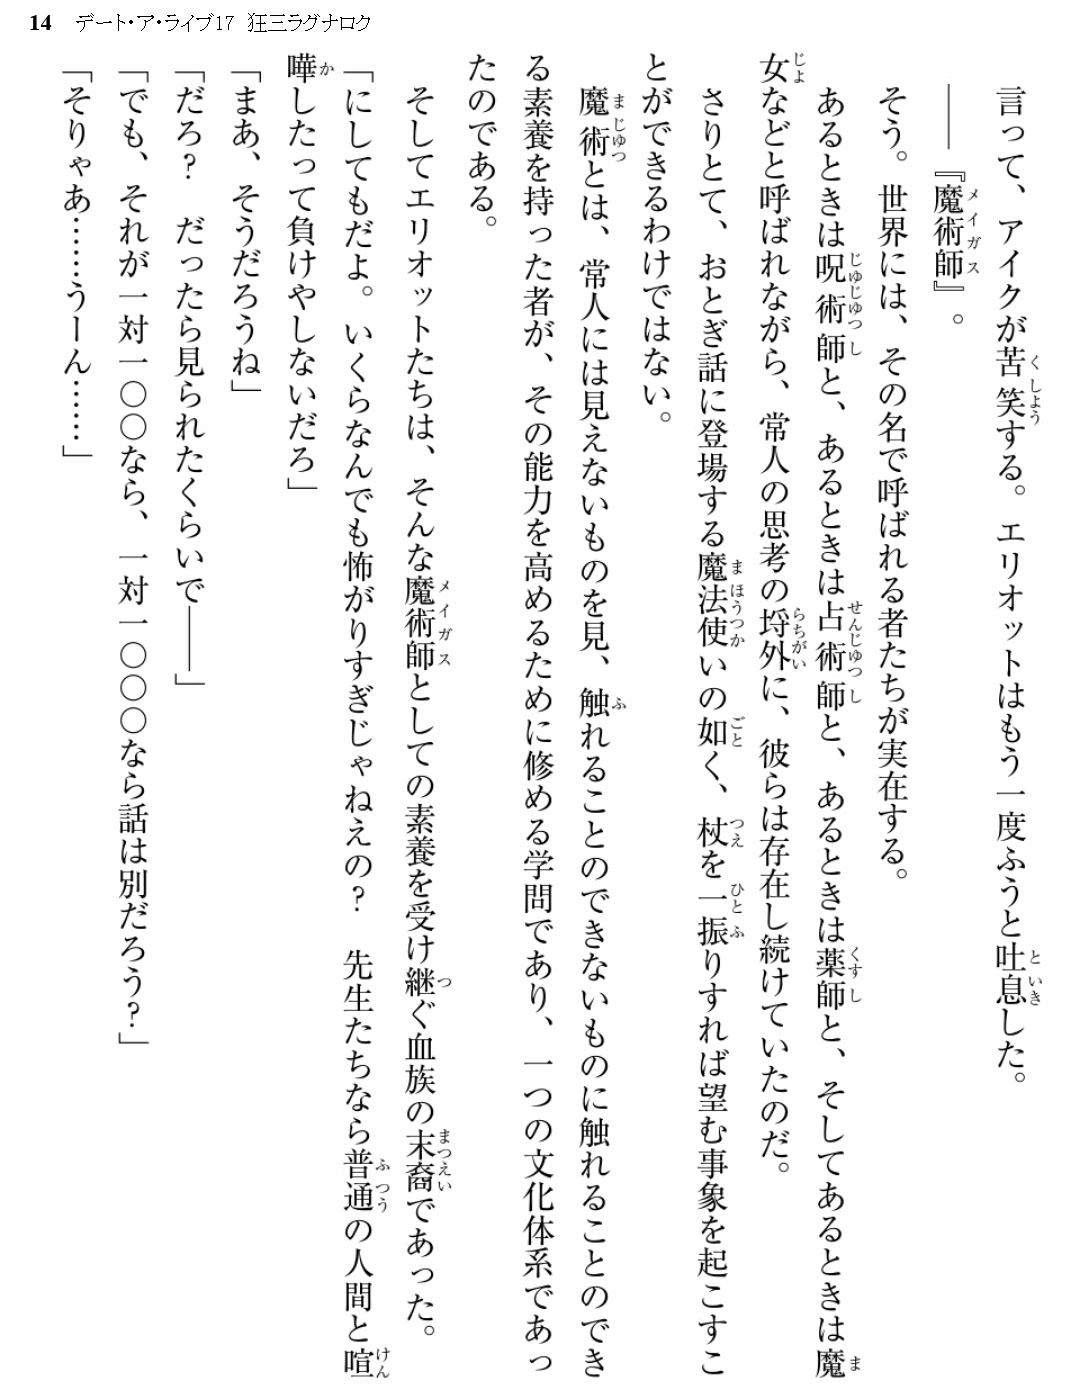 14 デート・ア・ライブ17 狂三ラグナロク
言って、アイクが苦笑する。エリオットはもう一度ふうと吐息した。
――『魔術師』。
そう。世界には、その名で呼ばれる者たちが実在する。
あるときは呪術師と、あるときは占術師と、あるときは薬師と、そしてあるときは魔
女などと呼ばれながら、常人の思考の埒外に、彼らは存在し続けていたのだ。
さりとて、おとぎ話に登場する魔法使いの如く、杖を一振りすれば望む事象を起こすこ
とができるわけではない。
魔術とは、常人には見えないものを見、触れることのできないものに触れることのでき
る素養を持った者が、その能力を高めるために修める学問であり、一つの文化体系であっ
たのである。
そしてエリオットたちは、そんな魔術師としての素養を受け継ぐ血族の末裔であった。
「にしてもだよ。いくらなんでも怖がりすぎじゃねえの？　先生たちなら普通の人間と喧
嘩したって負けやしないだろ」
「まあ、そうだろうね」
「だろ？　だったら見られたくらいで――」
「でも、それが一対一〇〇なら、一対一〇〇〇なら話は別だろう？」
「そりゃあ……うーん……」